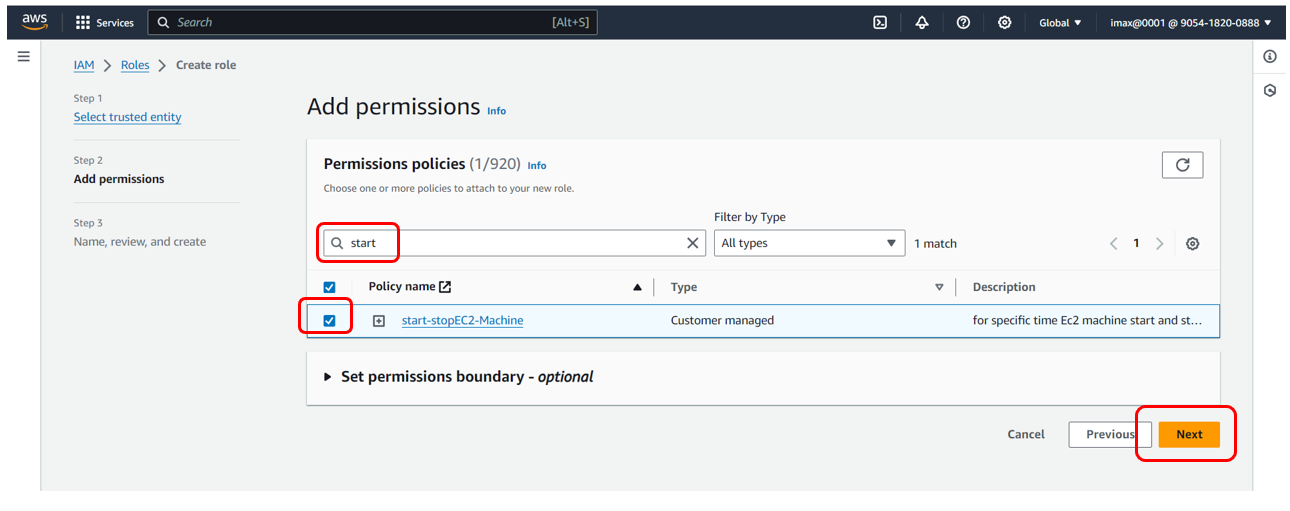 aws Services Search [Alt+S] Global imax@0001 @ 9054-1820-0888
IAM Roles Create role
Step 1
Select trusted entity
Step 2
Add permissions
Step 3
Name, review, and create
Add permissions Info
Permissions policies (1/920) Info
Choose one or more policies to attach to your new role.
Filter by Type
start All types 1 match 1
Policy name Type Description
start-stopEC2-Machine Customer managed for specific time Ec2 machine start and st...
Set permissions boundary - optional
Cancel Previous Next